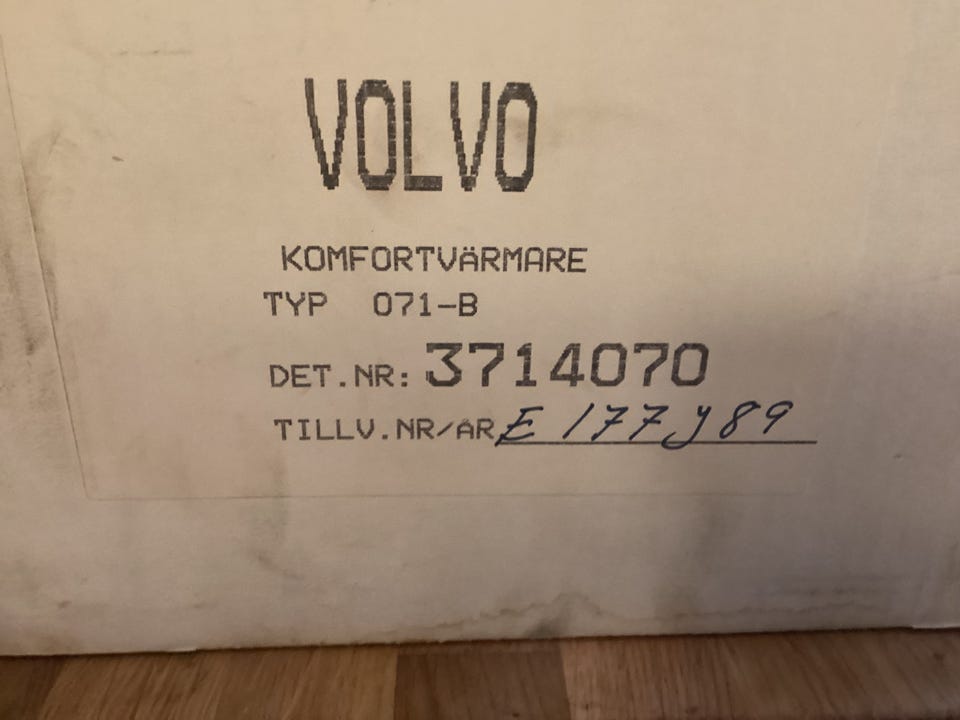 VOLVO
KOMFORTVÄRMARE
TYP 071-B
DET.NR: 3714070
TILLV.NR/ÅR E 177 J 89